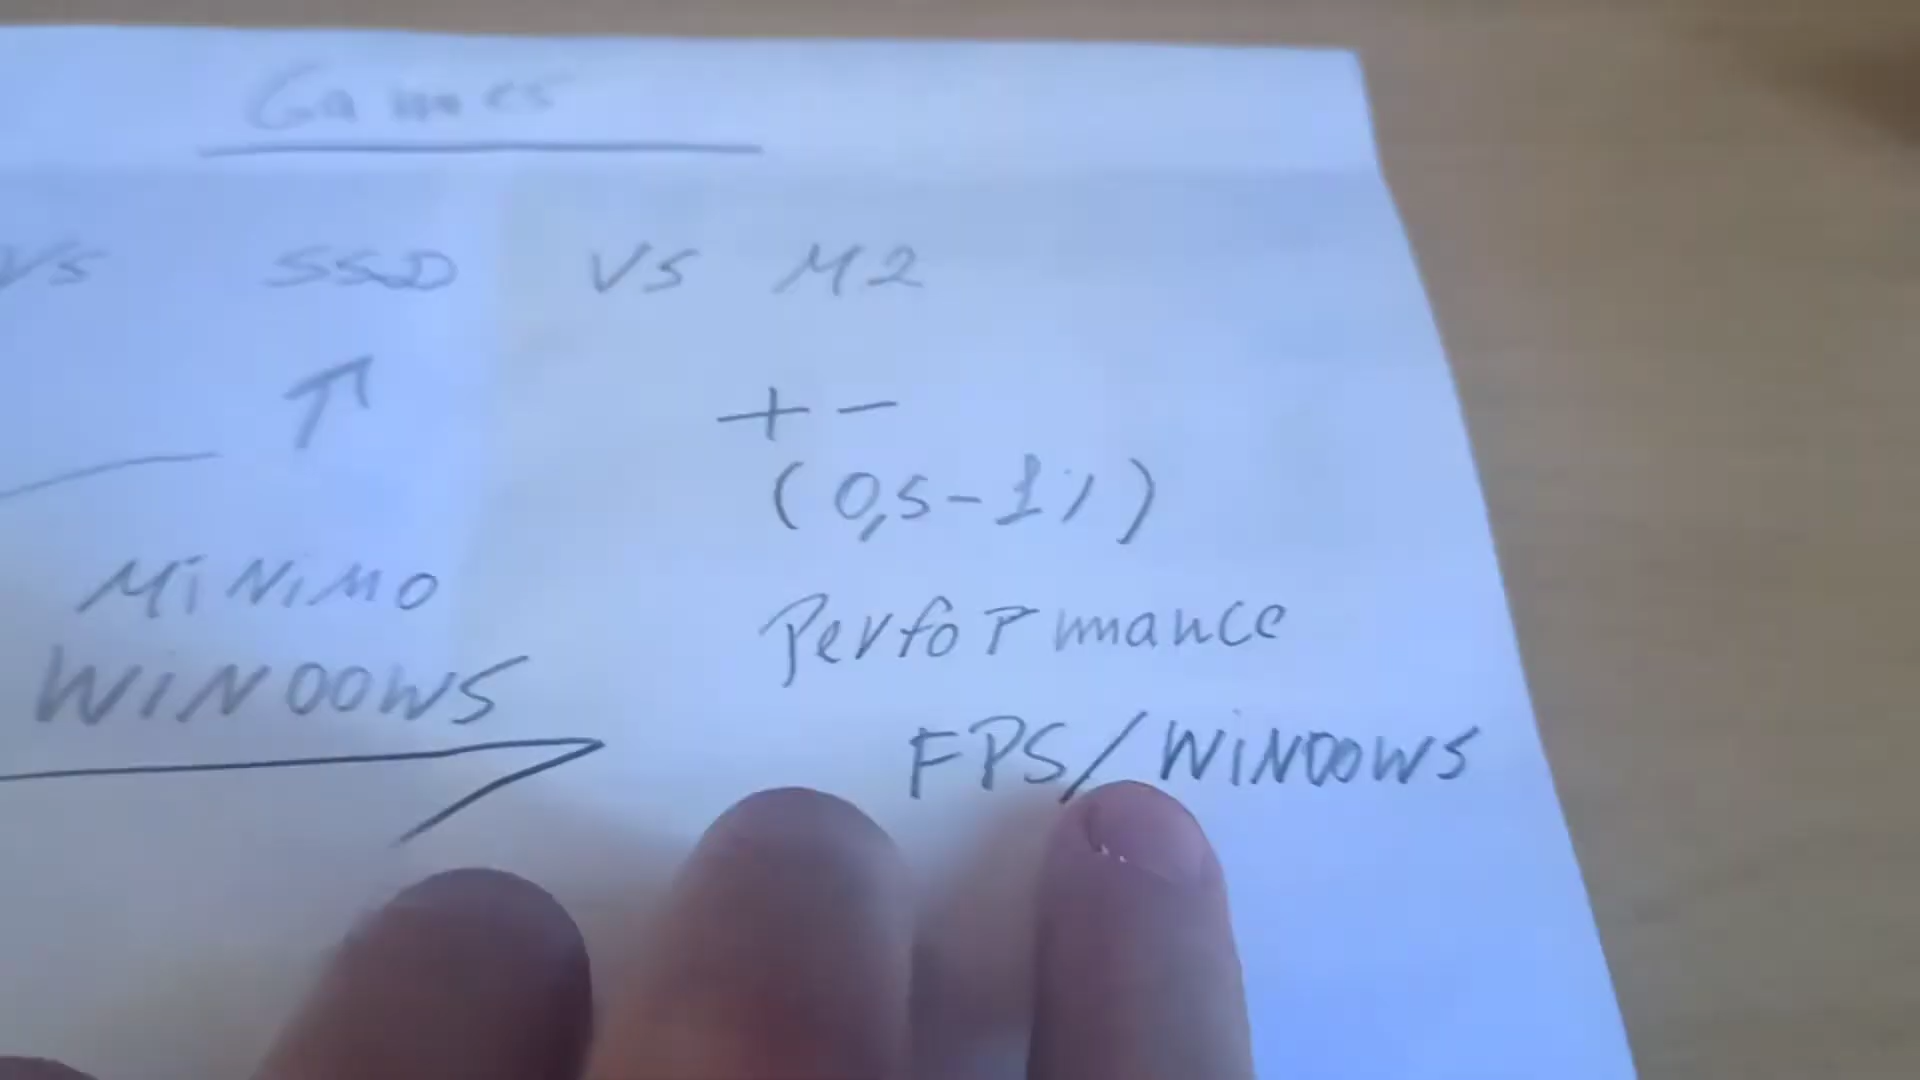 Games
VS SSD VS M2
+ -
(0,5-1%)
MiNiMO
WiNDOWS
Performance
FPS/WiNDOWS